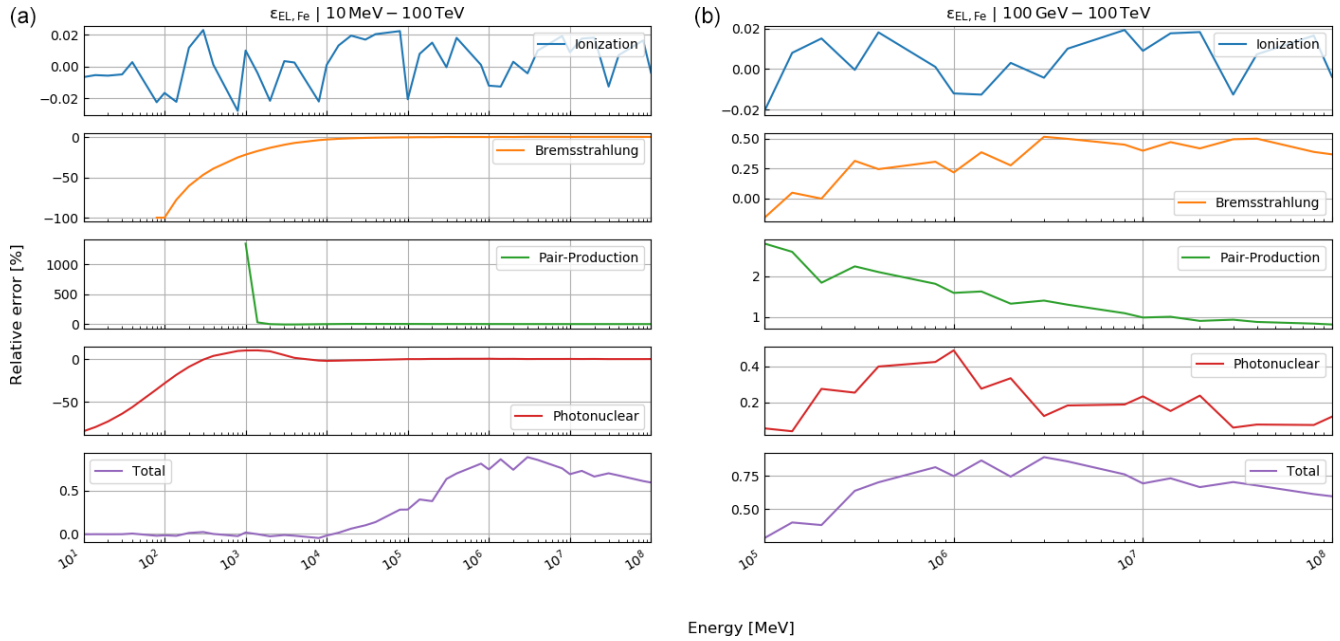 (a)
ε_EL, Fe | 10 MeV − 100 TeV
0.02
0.00
−0.02
Ionization
0
−50
−100
Bremsstrahlung
1000
500
0
Pair-Production
0
−50
Photonuclear
0.5
0.0
Total
10^1
10^2
10^3
10^4
10^5
10^6
10^7
10^8
(b)
ε_EL, Fe | 100 GeV − 100 TeV
0.02
0.00
−0.02
Ionization
0.50
0.25
0.00
Bremsstrahlung
2
1
Pair-Production
0.4
0.2
Photonuclear
0.75
0.50
Total
10^5
10^6
10^7
10^8
Relative error [%]
Energy [MeV]